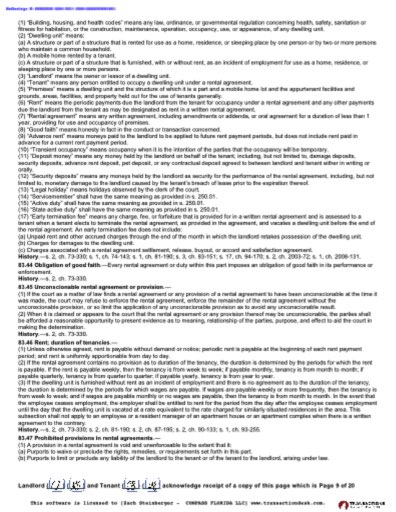 (1) "Building, housing, and health codes" means any law, ordinance, or governmental regulation concerning health, safety, sanitation or
fitness for habitation, or the construction, maintenance, operation, occupancy, use, or appearance, of any dwelling unit.
(2) "Dwelling unit" means:
(a) A structure or part of a structure that is rented for use as a home, residence, or sleeping place by one person or by two or more persons
who maintain a common household.
(b) A mobile home rented by a tenant.
(c) A structure or part of a structure that is furnished, with or without rent, as an incident of employment for use as a home, residence, or
sleeping place by one or more persons.
(3) "Landlord" means the owner or lessor of a dwelling unit.
(4) "Tenant" means any person entitled to occupy a dwelling unit under a rental agreement.
(5) "Premises" means a dwelling unit and the structure of which it is a part and a mobile home lot and the appurtenant facilities and
grounds, areas, facilities, and property held out for the use of tenants generally.
(6) "Rent" means the periodic payments due the landlord from the tenant for occupancy under a rental agreement and any other payments
due the landlord from the tenant as may be designated as rent in a written rental agreement.
(7) "Rental agreement" means any written agreement, including amendments or addenda, or oral agreement for a duration of less than 1
year, providing for use and occupancy of premises.
(8) "Good faith" means honesty in fact in the conduct or transaction concerned.
(9) "Advance rent" means moneys paid to the landlord to be applied to future rent payment periods, but does not include rent paid in
advance for a current rent payment period.
(10) "Transient occupancy" means occupancy when it is the intention of the parties that the occupancy will be temporary.
(11) "Deposit money" means any money held by the landlord on behalf of the tenant, including, but not limited to, damage deposits,
security deposits, advance rent deposit, pet deposit, or any contractual deposit agreed to between landlord and tenant either in writing or
orally.
(12) "Security deposits" means any moneys held by the landlord as security for the performance of the rental agreement, including, but not
limited to, monetary damage to the landlord caused by the tenant's breach of lease prior to the expiration thereof.
(13) "Legal holiday" means holidays observed by the clerk of the court.
(14) "Servicemember" shall have the same meaning as provided in s. 250.01.
(15) "Active duty" shall have the same meaning as provided in s. 250.01.
(16) "State active duty" shall have the same meaning as provided in s. 250.01.
(17) "Early termination fee" means any charge, fee, or forfeiture that is provided for in a written rental agreement and is assessed to a
tenant when a tenant elects to terminate the rental agreement, as provided in the agreement, and vacates a dwelling unit before the end of
the rental agreement. An early termination fee does not include:
(a) Unpaid rent and other accrued charges through the end of the month in which the landlord retakes possession of the dwelling unit.
(b) Charges for damages to the dwelling unit.
(c) Charges associated with a rental agreement settlement, release, buyout, or accord and satisfaction agreement.
History.—s. 2, ch. 73-330; s. 1, ch. 74-143; s. 1, ch. 81-190; s. 3, ch. 83-151; s. 17, ch. 94-170; s. 2, ch. 2003-72; s. 1, ch. 2008-131.
83.44 Obligation of good faith.—Every rental agreement or duty within this part imposes an obligation of good faith in its performance or
enforcement.
History.—s. 2, ch. 73-330.
83.45 Unconscionable rental agreement or provision.—
(1) If the court as a matter of law finds a rental agreement or any provision of a rental agreement to have been unconscionable at the time it
was made, the court may refuse to enforce the rental agreement, enforce the remainder of the rental agreement without the
unconscionable provision, or so limit the application of any unconscionable provision as to avoid any unconscionable result.
(2) When it is claimed or appears to the court that the rental agreement or any provision thereof may be unconscionable, the parties shall
be afforded a reasonable opportunity to present evidence as to meaning, relationship of the parties, purpose, and effect to aid the court in
making the determination.
History.—s. 2, ch. 73-330.
83.46 Rent; duration of tenancies.—
(1) Unless otherwise agreed, rent is payable without demand or notice; periodic rent is payable at the beginning of each rent payment
period; and rent is uniformly apportionable from day to day.
(2) If the rental agreement contains no provision as to duration of the tenancy, the duration is determined by the periods for which the rent
is payable. If the rent is payable weekly, then the tenancy is from week to week; if payable monthly, tenancy is from month to month; if
payable quarterly, tenancy is from quarter to quarter; if payable yearly, tenancy is from year to year.
(3) If the dwelling unit is furnished without rent as an incident of employment and there is no agreement as to the duration of the tenancy,
the duration is determined by the periods for which wages are payable. If wages are payable weekly or more frequently, then the tenancy is
from week to week; and if wages are payable monthly or no wages are payable, then the tenancy is from month to month. In the event that
the employee ceases employment, the employer shall be entitled to rent for the period from the day after the employee ceases employment
until the day that the dwelling unit is vacated at a rate equivalent to the rate charged for similarly situated residences in the area. This
subsection shall not apply to an employee or a resident manager of an apartment house or an apartment complex when there is a written
agreement to the contrary.
History.—s. 2, ch. 73-330; s. 2, ch. 81-190; s. 2, ch. 87-195; s. 2, ch. 90-133; s. 1, ch. 93-255.
83.47 Prohibited provisions in rental agreements.—
(1) A provision in a rental agreement is void and unenforceable to the extent that it:
(a) Purports to waive or preclude the rights, remedies, or requirements set forth in this part.
(b) Purports to limit or preclude any liability of the landlord to the tenant or of the tenant to the landlord, arising under law.
Landlord ( ) ( ) and Tenant ( ) ( ) acknowledge receipt of a copy of this page which is Page 9 of 20
This software is licensed to [Zach Steinberger - COMPASS FLORIDA LLC] www.transactiondesk.com.